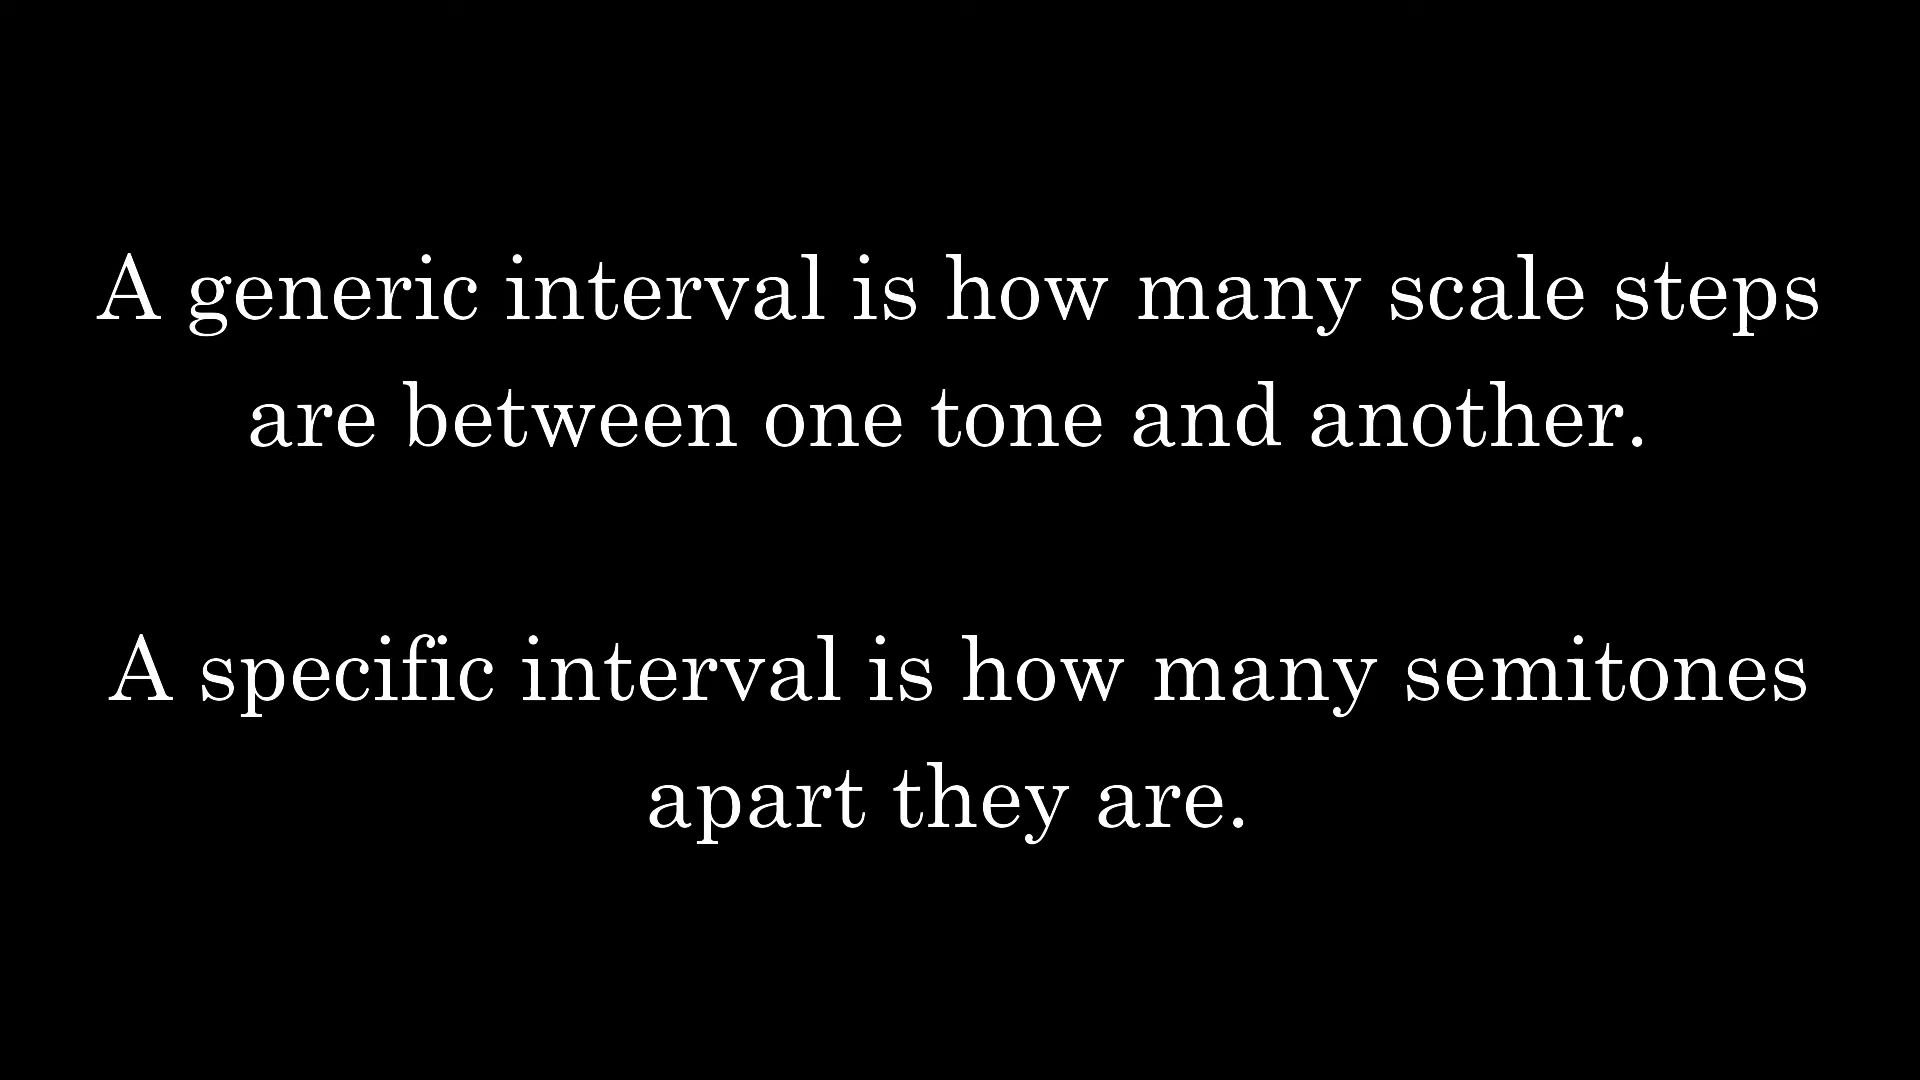 A generic interval is how many scale steps
are between one tone and another.
A specific interval is how many semitones
apart they are.